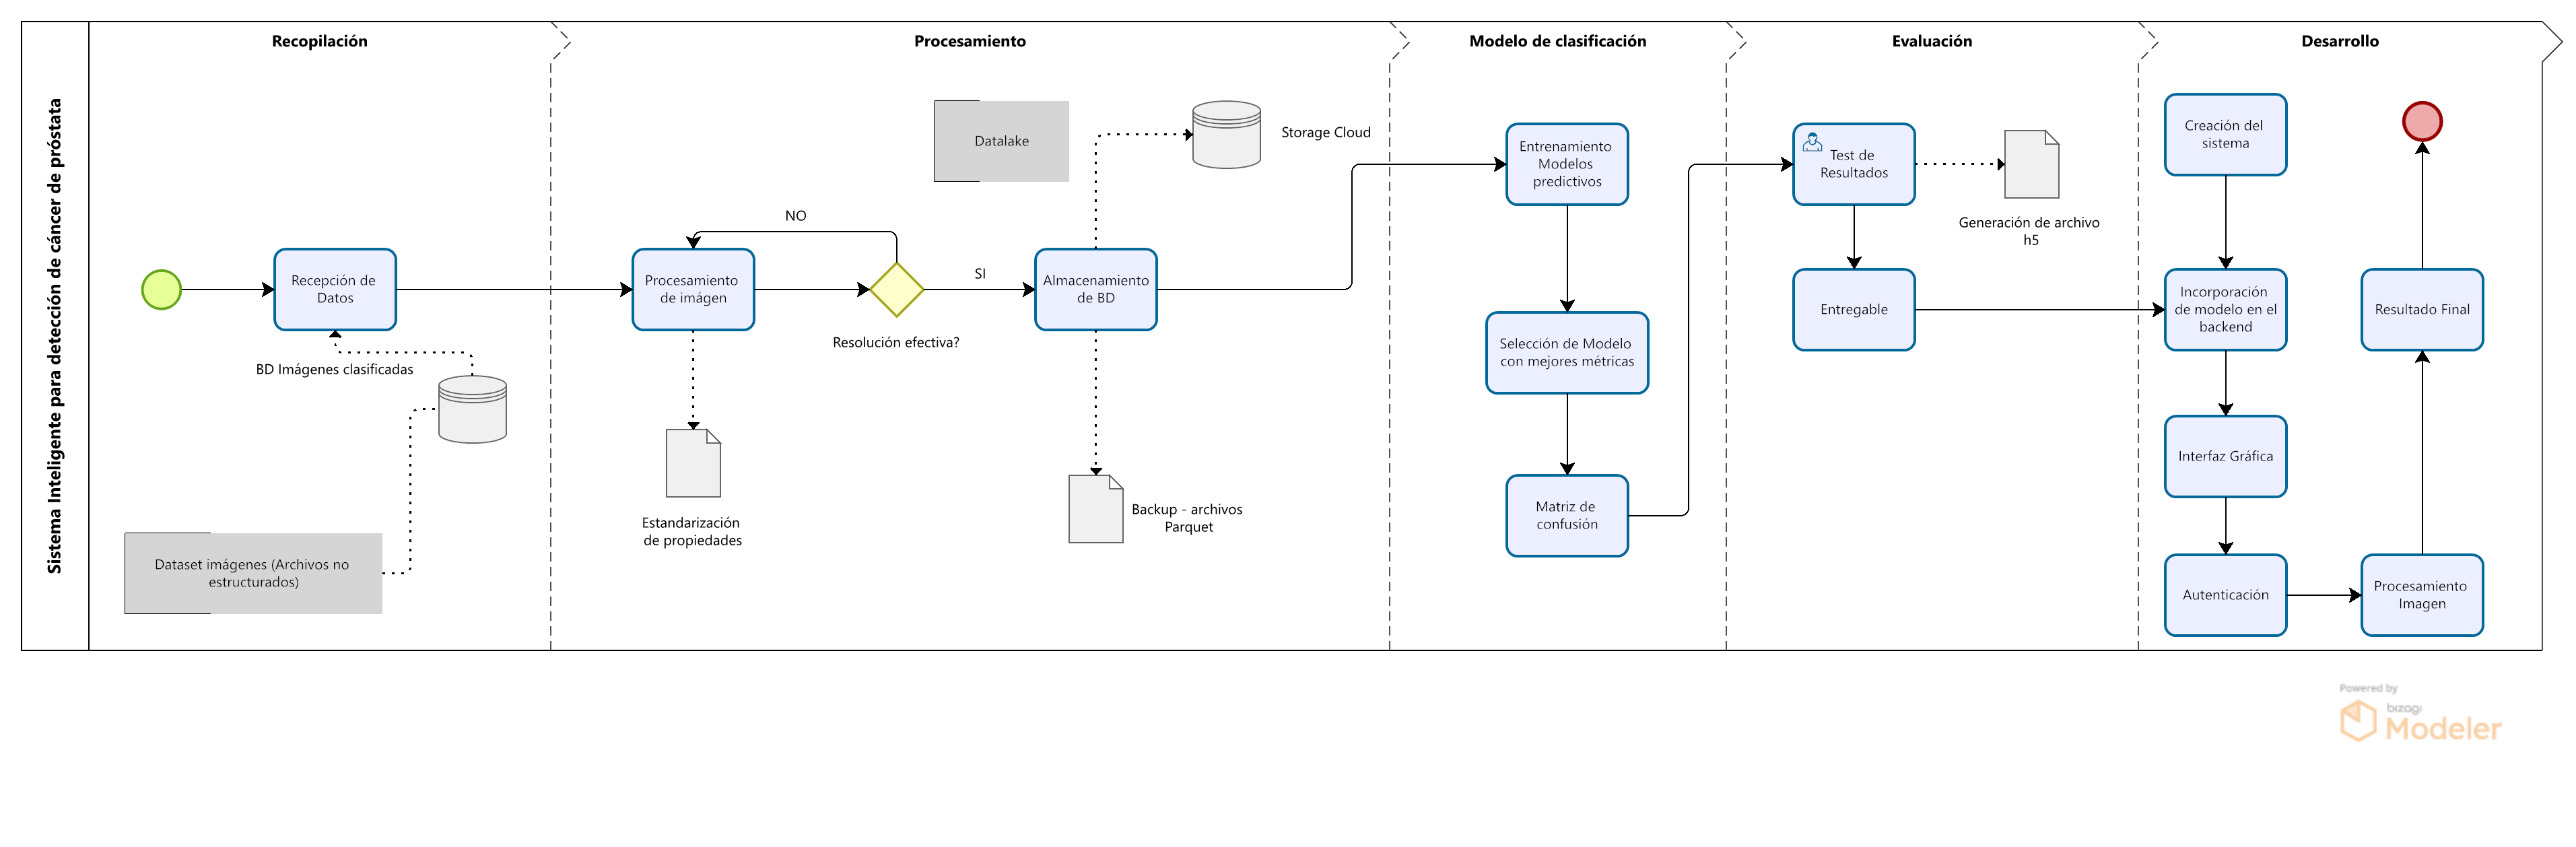 Sistema Inteligente para detección de cáncer de próstata
Recopilación
Procesamiento
Modelo de clasificación
Evaluación
Desarrollo
Recepción de
Datos
BD Imágenes clasificadas
Dataset imágenes (Archivos no
estructurados)
Datalake
Storage Cloud
NO
Procesamiento
de imágen
SI
Resolución efectiva?
Almacenamiento
de BD
Estandarización
de propiedades
Backup - archivos
Parquet
Entrenamiento
Modelos
predictivos
Selección de Modelo
con mejores métricas
Matriz de
confusión
Test de
Resultados
Generación de archivo
h5
Entregable
Creación del
sistema
Incorporación
de modelo en el
backend
Interfaz Gráfica
Autenticación
Procesamiento
Imagen
Resultado Final
Powered by
bizagi
Modeler